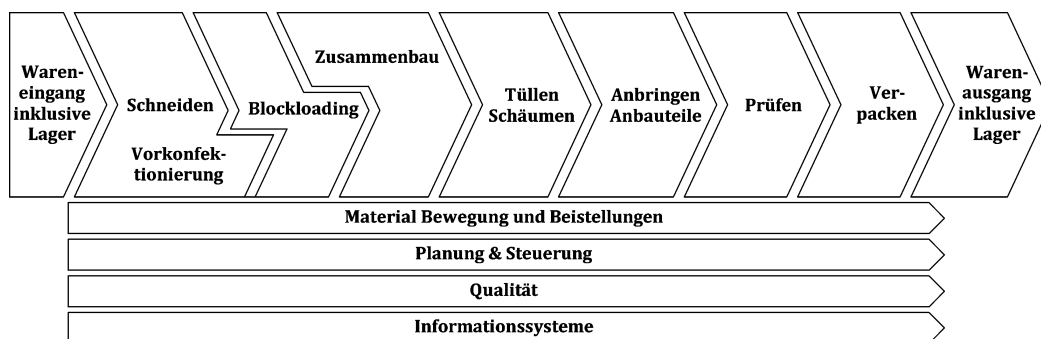 Waren-
eingang
inklusive
Lager
Schneiden
Vorkonfek-
tionierung
Blockloading
Zusammenbau
Tüllen
Schäumen
Anbringen
Anbauteile
Prüfen
Ver-
packen
Waren-
ausgang
inklusive
Lager
Material Bewegung und Beistellungen
Planung & Steuerung
Qualität
Informationssysteme